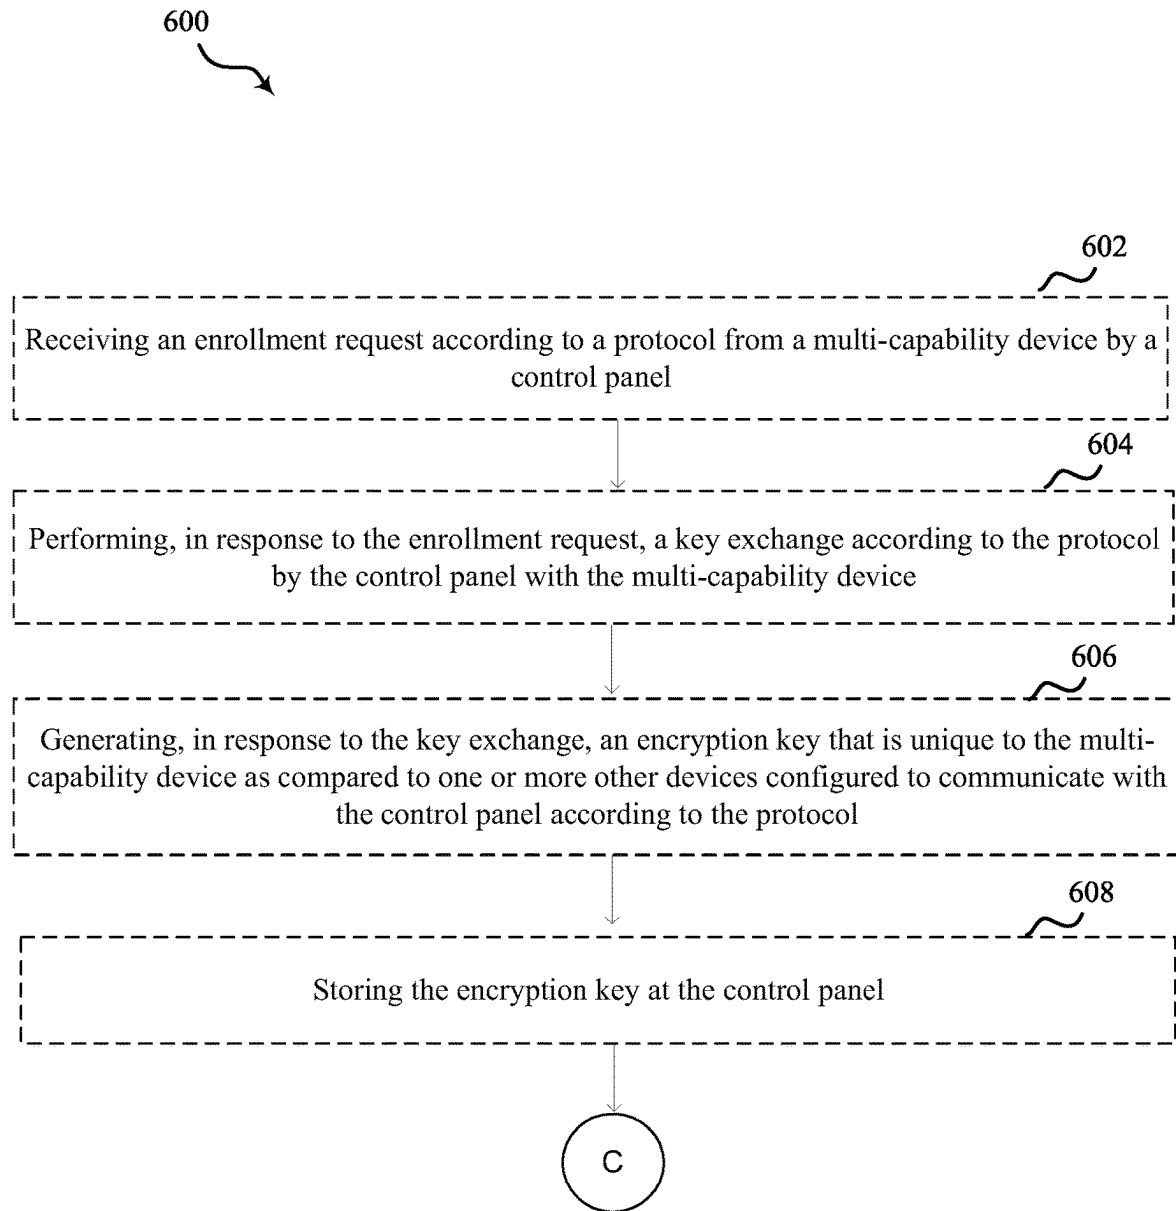 600
602
Receiving an enrollment request according to a protocol from a multi-capability device by a
control panel
604
Performing, in response to the enrollment request, a key exchange according to the protocol
by the control panel with the multi-capability device
606
Generating, in response to the key exchange, an encryption key that is unique to the multi-
capability device as compared to one or more other devices configured to communicate with
the control panel according to the protocol
608
Storing the encryption key at the control panel
C